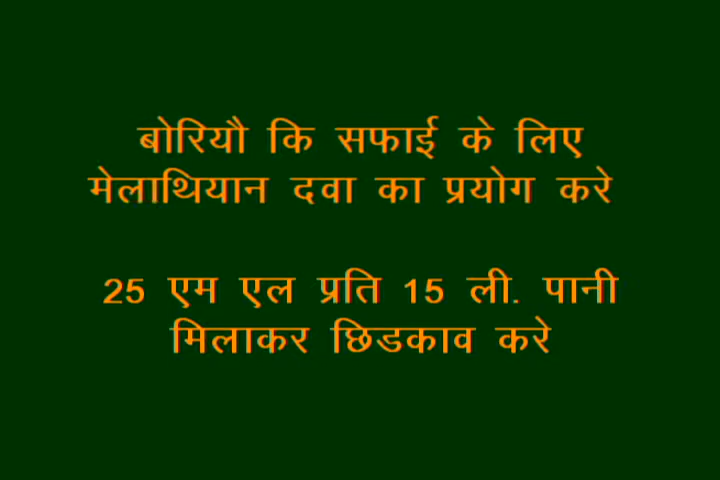 बोरियौ कि सफाई के लिए
मेलाथियान दवा का प्रयोग करे
25 एम एल प्रति 15 ली. पानी
मिलाकर छिडकाव करे